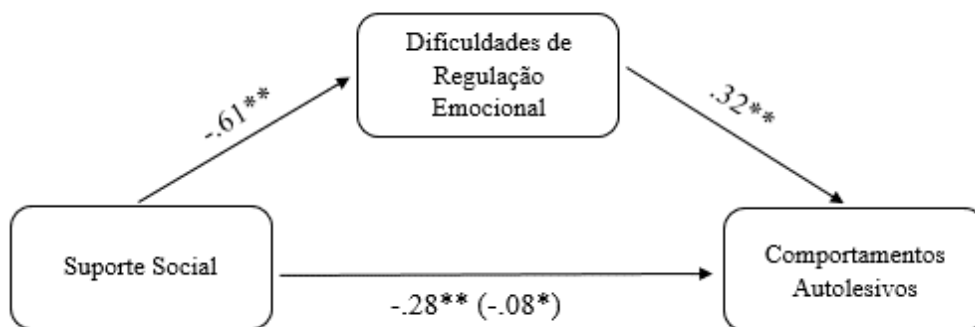 Dificuldades de
Regulação
Emocional
-.61**
.32**
Suporte Social
Comportamentos
Autolesivos
-.28** (-.08*)